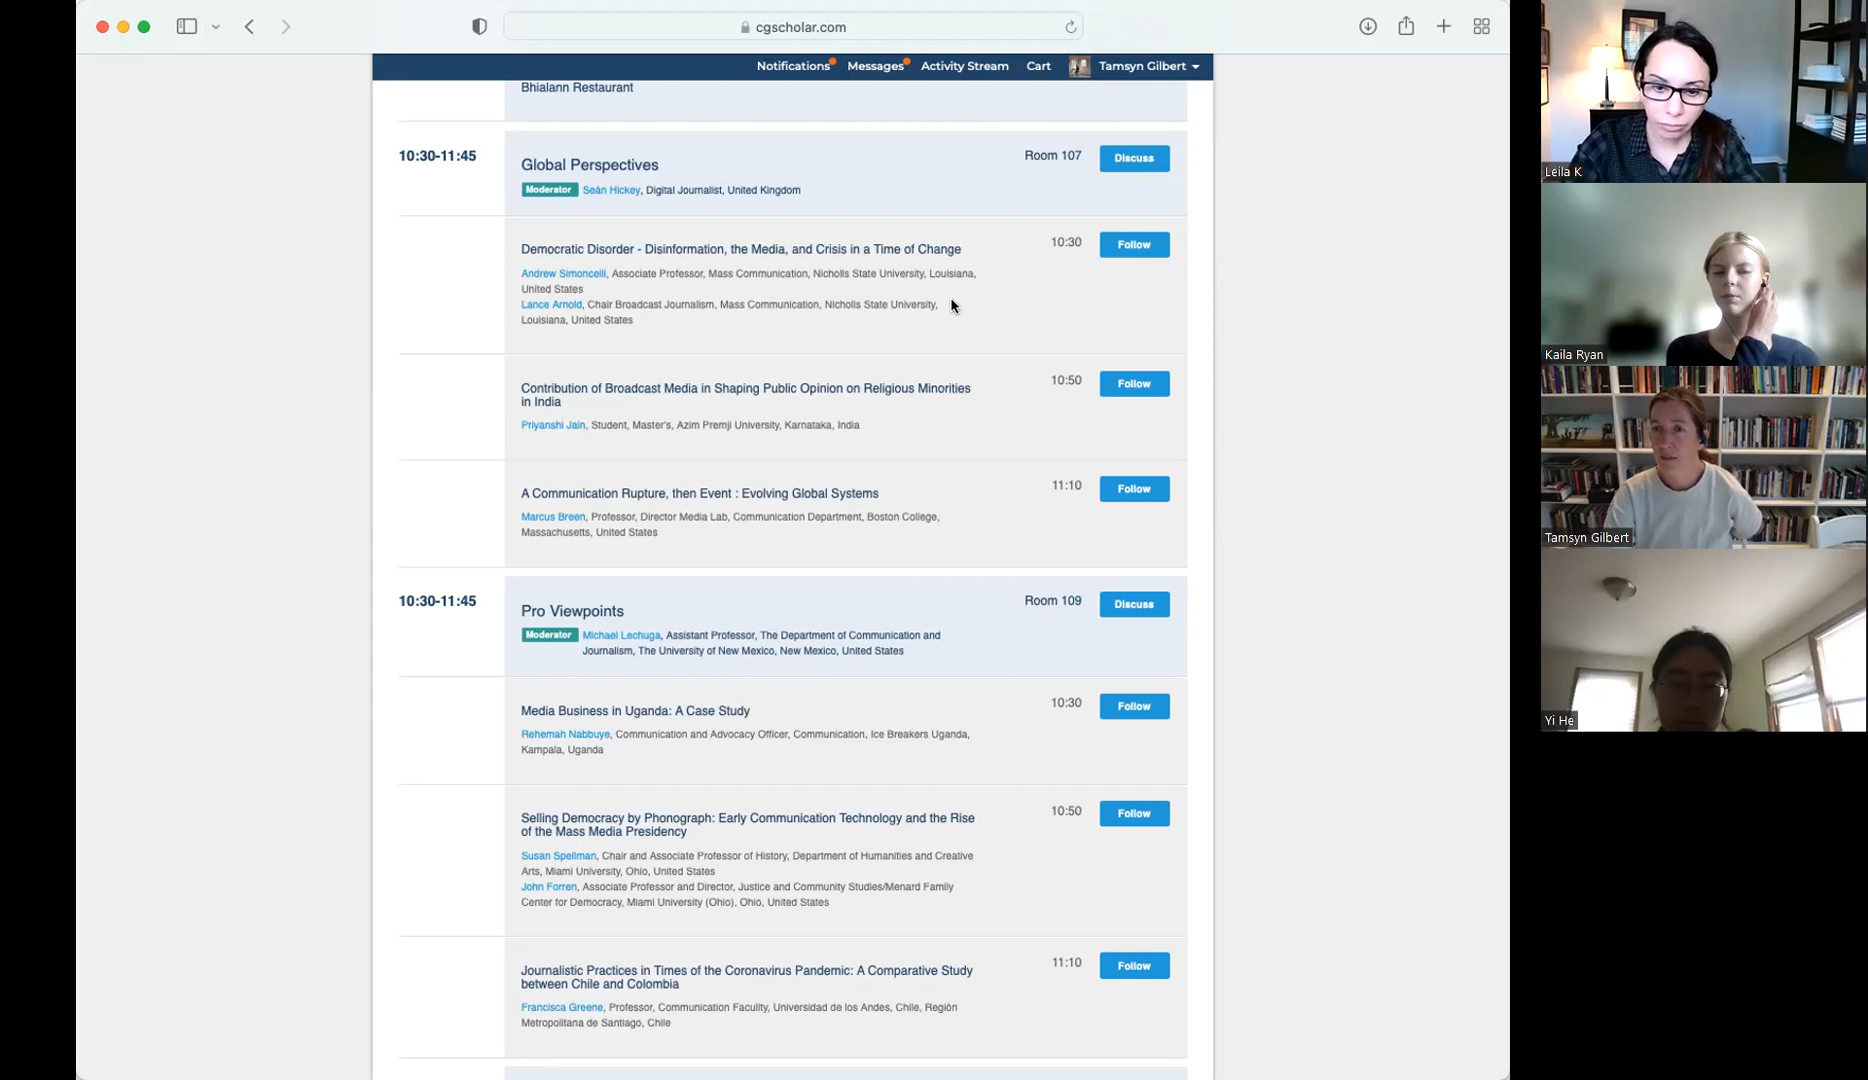 cgscholar.com
Notifications Messages Activity Stream Cart Tamsyn Gilbert
Bhialann Restaurant
10:30-11:45
Global Perspectives
Room 107
Discuss
Moderator Seán Hickey, Digital Journalist, United Kingdom
Democratic Disorder - Disinformation, the Media, and Crisis in a Time of Change
10:30
Follow
Andrew Simoncelli, Associate Professor, Mass Communication, Nicholls State University, Louisiana,
United States
Lance Arnold, Chair Broadcast Journalism, Mass Communication, Nicholls State University,
Louisiana, United States
Contribution of Broadcast Media in Shaping Public Opinion on Religious Minorities
in India
10:50
Follow
Priyanshi Jain, Student, Master's, Azim Premji University, Karnataka, India
A Communication Rupture, then Event : Evolving Global Systems
11:10
Follow
Marcus Breen, Professor, Director Media Lab, Communication Department, Boston College,
Massachusetts, United States
10:30-11:45
Pro Viewpoints
Room 109
Discuss
Moderator Michael Lechuga, Assistant Professor, The Department of Communication and
Journalism, The University of New Mexico, New Mexico, United States
Media Business in Uganda: A Case Study
10:30
Follow
Rehemah Nabbuye, Communication and Advocacy Officer, Communication, Ice Breakers Uganda,
Kampala, Uganda
Selling Democracy by Phonograph: Early Communication Technology and the Rise
of the Mass Media Presidency
10:50
Follow
Susan Spellman, Chair and Associate Professor of History, Department of Humanities and Creative
Arts, Miami University, Ohio, United States
John Forren, Associate Professor and Director, Justice and Community Studies/Menard Family
Center for Democracy, Miami University (Ohio), Ohio, United States
Journalistic Practices in Times of the Coronavirus Pandemic: A Comparative Study
between Chile and Colombia
11:10
Follow
Francisca Greene, Professor, Communication Facullty, Universidad de los Andes, Chile, Región
Metropolitana de Santiago, Chile
Leila K
Kaila Ryan
Tamsyn Gilbert
Yi He